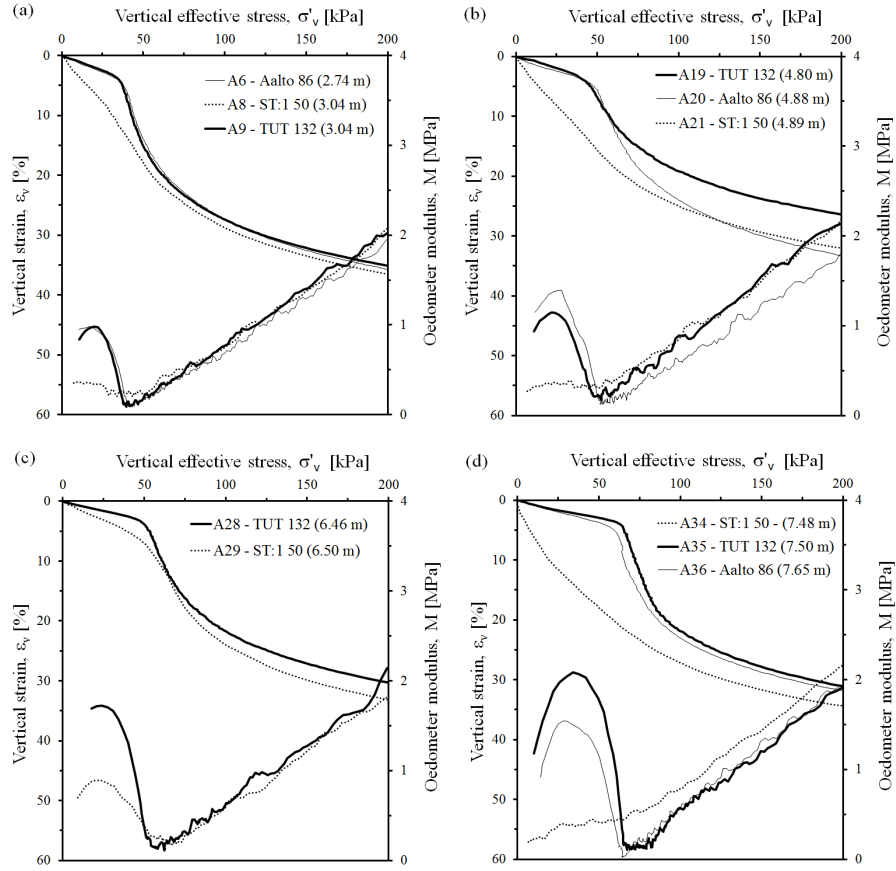 (a)
Vertical effective stress, σ'v [kPa]
0 50 100 150 200
0 5 10 20 30 40 50 60
Vertical strain, εv [%]
A6 - Aalto 86 (2.74 m)
A8 - ST:1 50 (3.04 m)
A9 - TUT 132 (3.04 m)
4 3 2 1 0
Oedometer modulus, M [MPa]
(b)
Vertical effective stress, σ'v [kPa]
0 50 100 150 200
0 10 20 30 40 50 60
Vertical strain, εv [%]
A19 - TUT 132 (4.80 m)
A20 - Aalto 86 (4.88 m)
A21 - ST:1 50 (4.89 m)
4 3 2 1 0
Oedometer modulus, M [MPa]
(c)
Vertical effective stress, σ'v [kPa]
0 50 100 150 200
0 10 20 30 40 50 60
Vertical strain, εv [%]
A28 - TUT 132 (6.46 m)
A29 - ST:1 50 (6.50 m)
4 3 2 1 0
Oedometer modulus, M [MPa]
(d)
Vertical effective stress, σ'v [kPa]
0 50 100 150 200
0 10 20 30 40 50 60
Vertical strain, εv [%]
A34 - ST:1 50 - (7.48 m)
A35 - TUT 132 (7.50 m)
A36 - Aalto 86 (7.65 m)
4 3 2 1 0
Oedometer modulus, M [MPa]